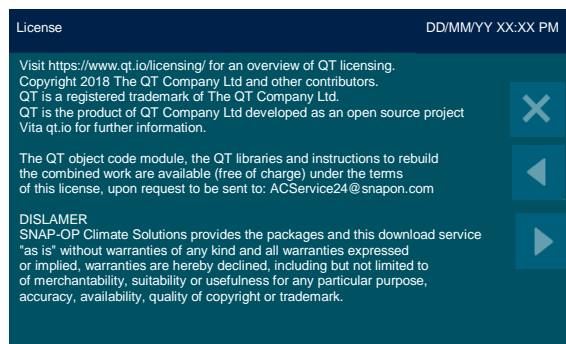 License
DD/MM/YY XX:XX PM
Visit https://www.qt.io/licensing/ for an overview of QT licensing.
Copyright 2018 The QT Company Ltd and other contributors.
QT is a registered trademark of The QT Company Ltd.
QT is the product of QT Company Ltd developed as an open source project
Vita qt.io for further information.
The QT object code module, the QT libraries and instructions to rebuild
the combined work are available (free of charge) under the terms
of this license, upon request to be sent to: ACService24@snapon.com
DISLAMER
SNAP-OP Climate Solutions provides the packages and this download service
"as is" without warranties of any kind and all warranties expressed
or implied, warranties are hereby declined, including but not limited to
of merchantability, suitability or usefulness for any particular purpose,
accuracy, availability, quality of copyright or trademark.